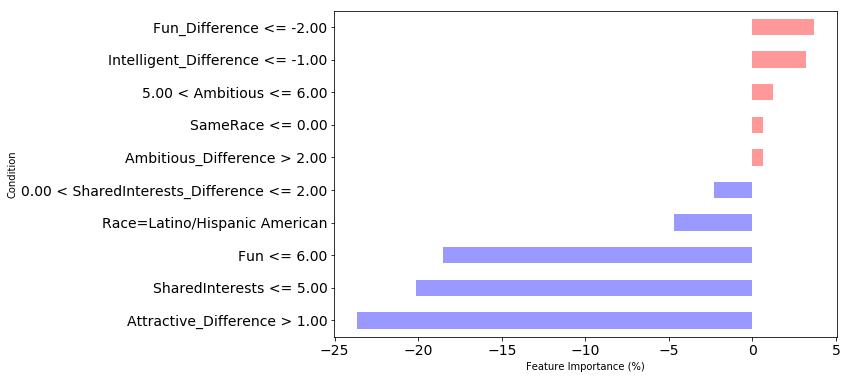 Condition
Fun_Difference <= -2.00
Intelligent_Difference <= -1.00
5.00 < Ambitious <= 6.00
SameRace <= 0.00
Ambitious_Difference > 2.00
0.00 < SharedInterests_Difference <= 2.00
Race=Latino/Hispanic American
Fun <= 6.00
SharedInterests <= 5.00
Attractive_Difference > 1.00
−25 −20 −15 −10 −5 0 5
Feature Importance (%)